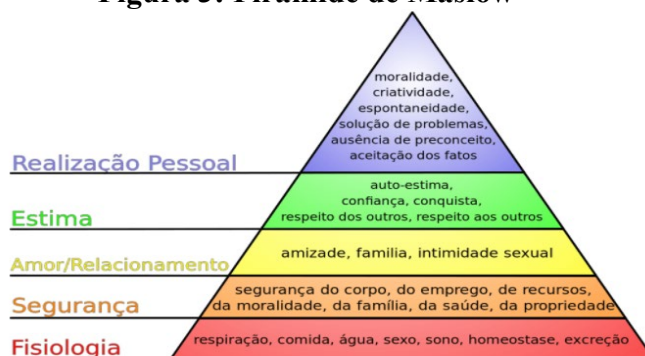 Figura 3: Pirâmide de Maslow
moralidade,
criatividade,
espontaneidade,
solução de problemas,
ausência de preconceito,
aceitação dos fatos
Realização Pessoal
auto-estima,
confiança, conquista,
respeito dos outros, respeito aos outros
Estima
amizade, familia, intimidade sexual
Amor/Relacionamento
segurança do corpo, do emprego, de recursos,
da moralidade, da família, da saúde, da propriedade
Segurança
respiração, comida, água, sexo, sono, homeostase, excreção
Fisiologia